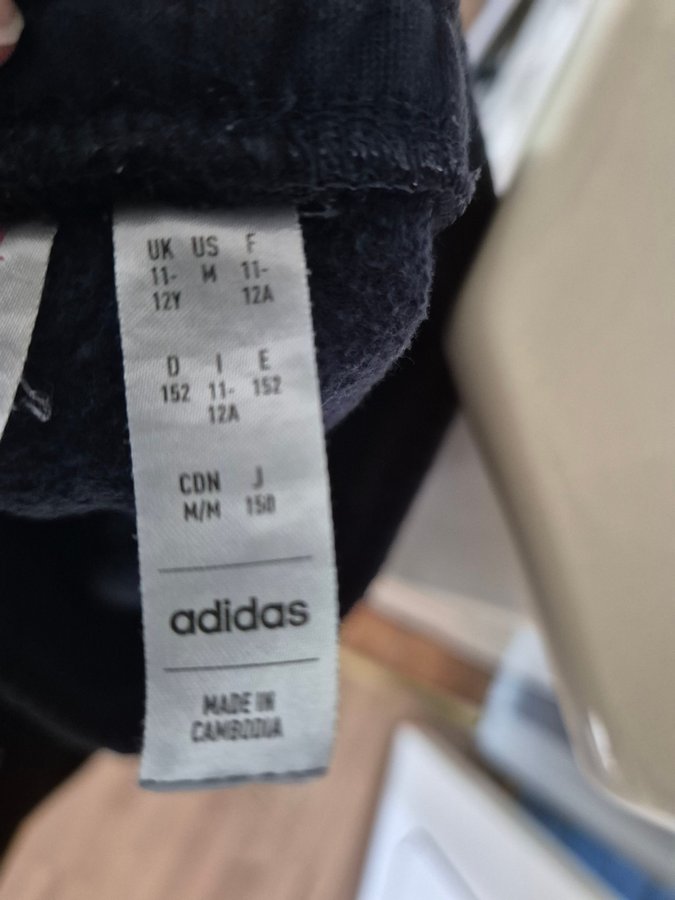 UK US F
11- M 11-
12Y 12A
D I E
152 11- 152
12A
CDN J
M/M 150
adidas
MADE IN
CAMBODIA